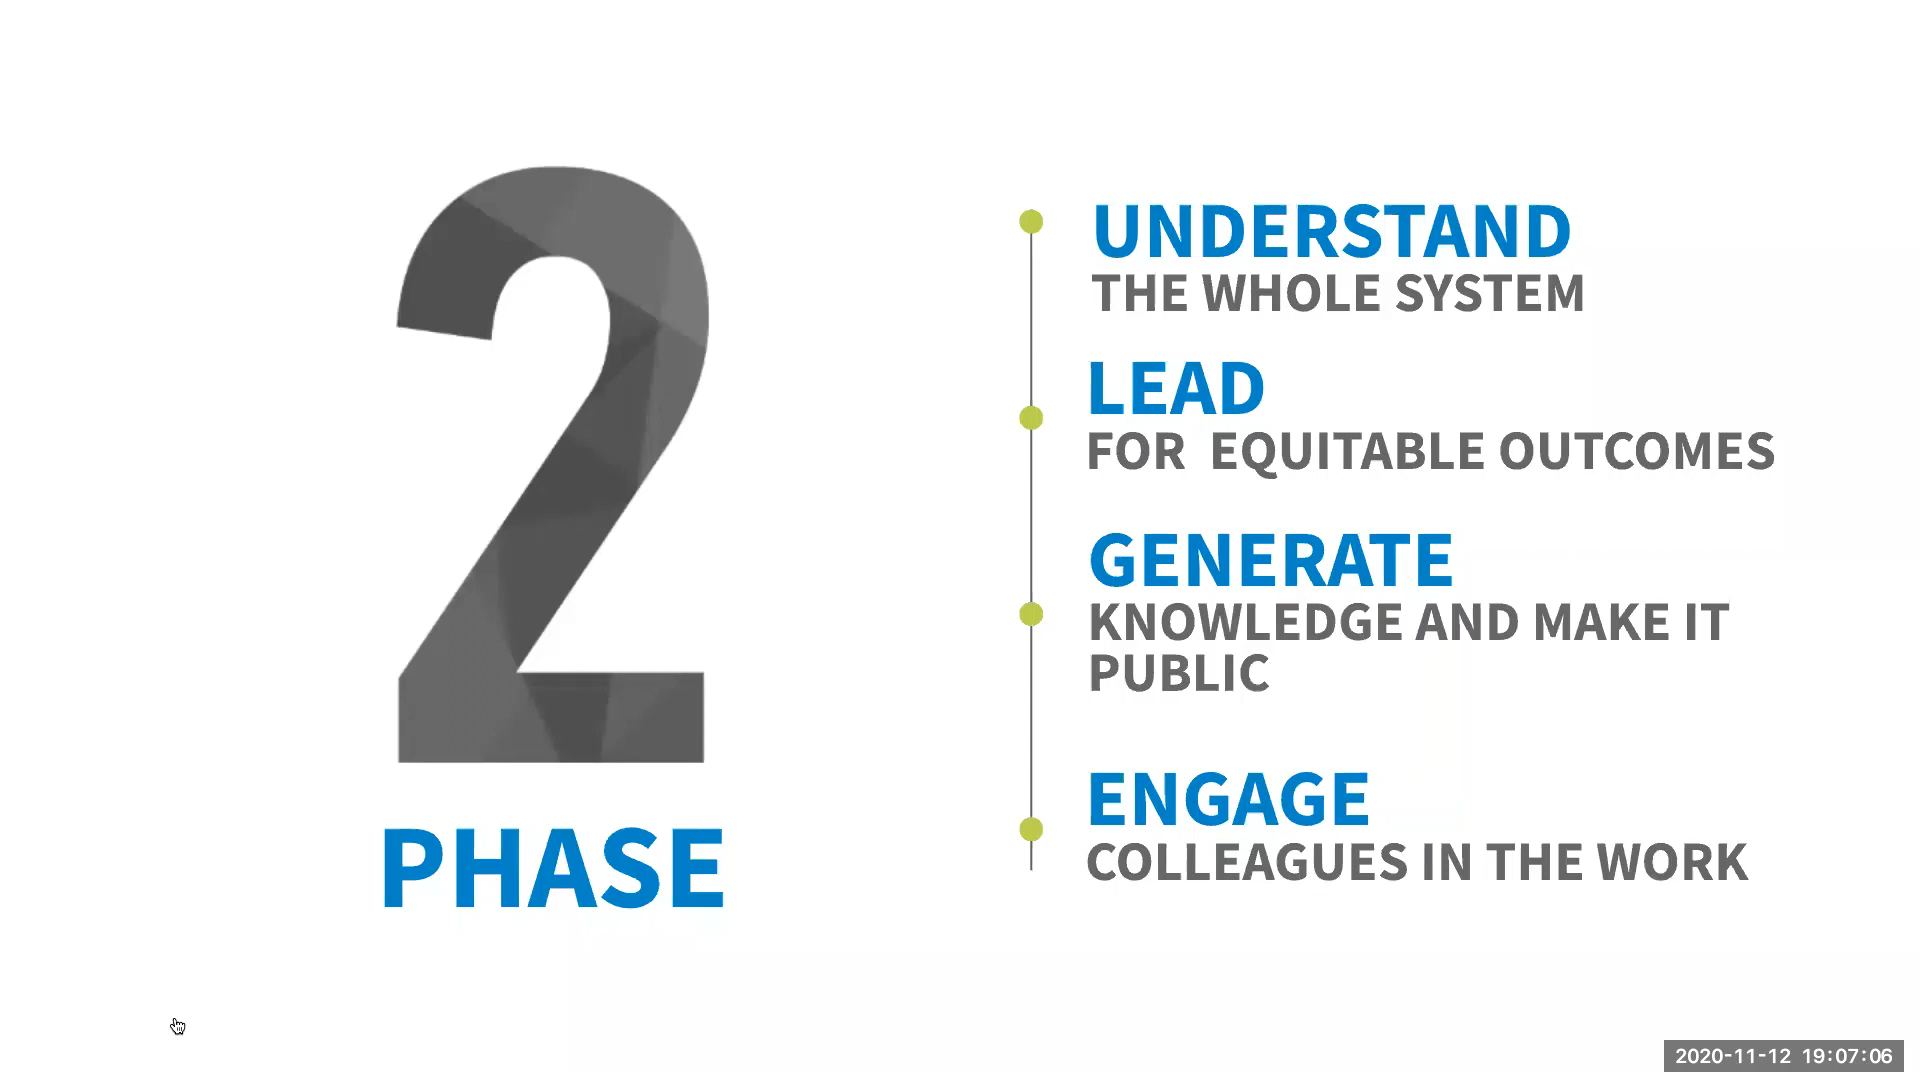 2
PHASE
UNDERSTAND
THE WHOLE SYSTEM
LEAD
FOR  EQUITABLE OUTCOMES
GENERATE
KNOWLEDGE AND MAKE IT
PUBLIC
ENGAGE
COLLEAGUES IN THE WORK
2020-11-12 19:07:06